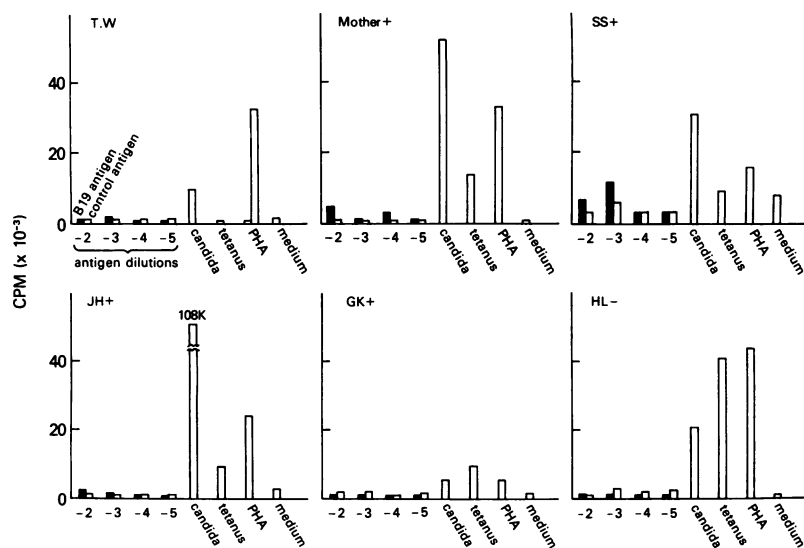 T.W
Mother+
SS+
CPM (x 10⁻³)
40
20
0
B19 antigen
control antigen
-2 -3 -4 -5
antigen dilutions
candida
tetanus
PHA
medium
-2 -3 -4 -5
candida
tetanus
PHA
medium
-2 -3 -4 -5
candida
tetanus
PHA
medium
JH+
GK+
HL-
108K
40
20
0
-2 -3 -4 -5
candida
tetanus
PHA
medium
-2 -3 -4 -5
candida
tetanus
PHA
medium
-2 -3 -4 -5
candida
tetanus
PHA
medium